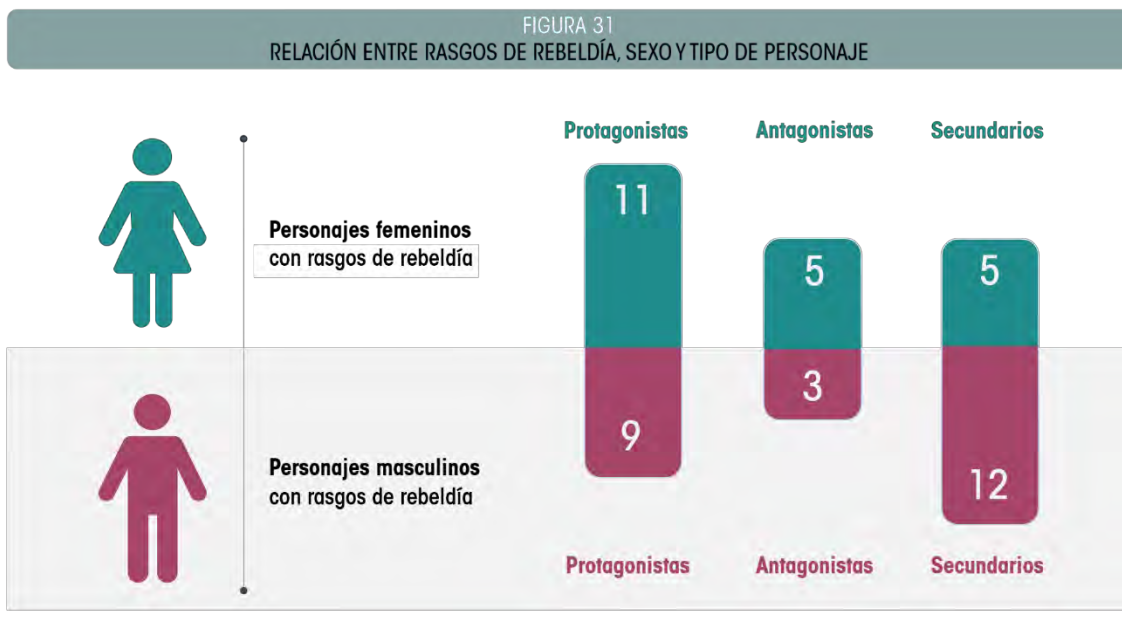 FIGURA 31
RELACIÓN ENTRE RASGOS DE REBELDÍA, SEXO Y TIPO DE PERSONAJE
Protagonistas Antagonistas Secundarios
11 5 5
Personajes femeninos
con rasgos de rebeldía
9 3 12
Personajes masculinos
con rasgos de rebeldía
Protagonistas Antagonistas Secundarios